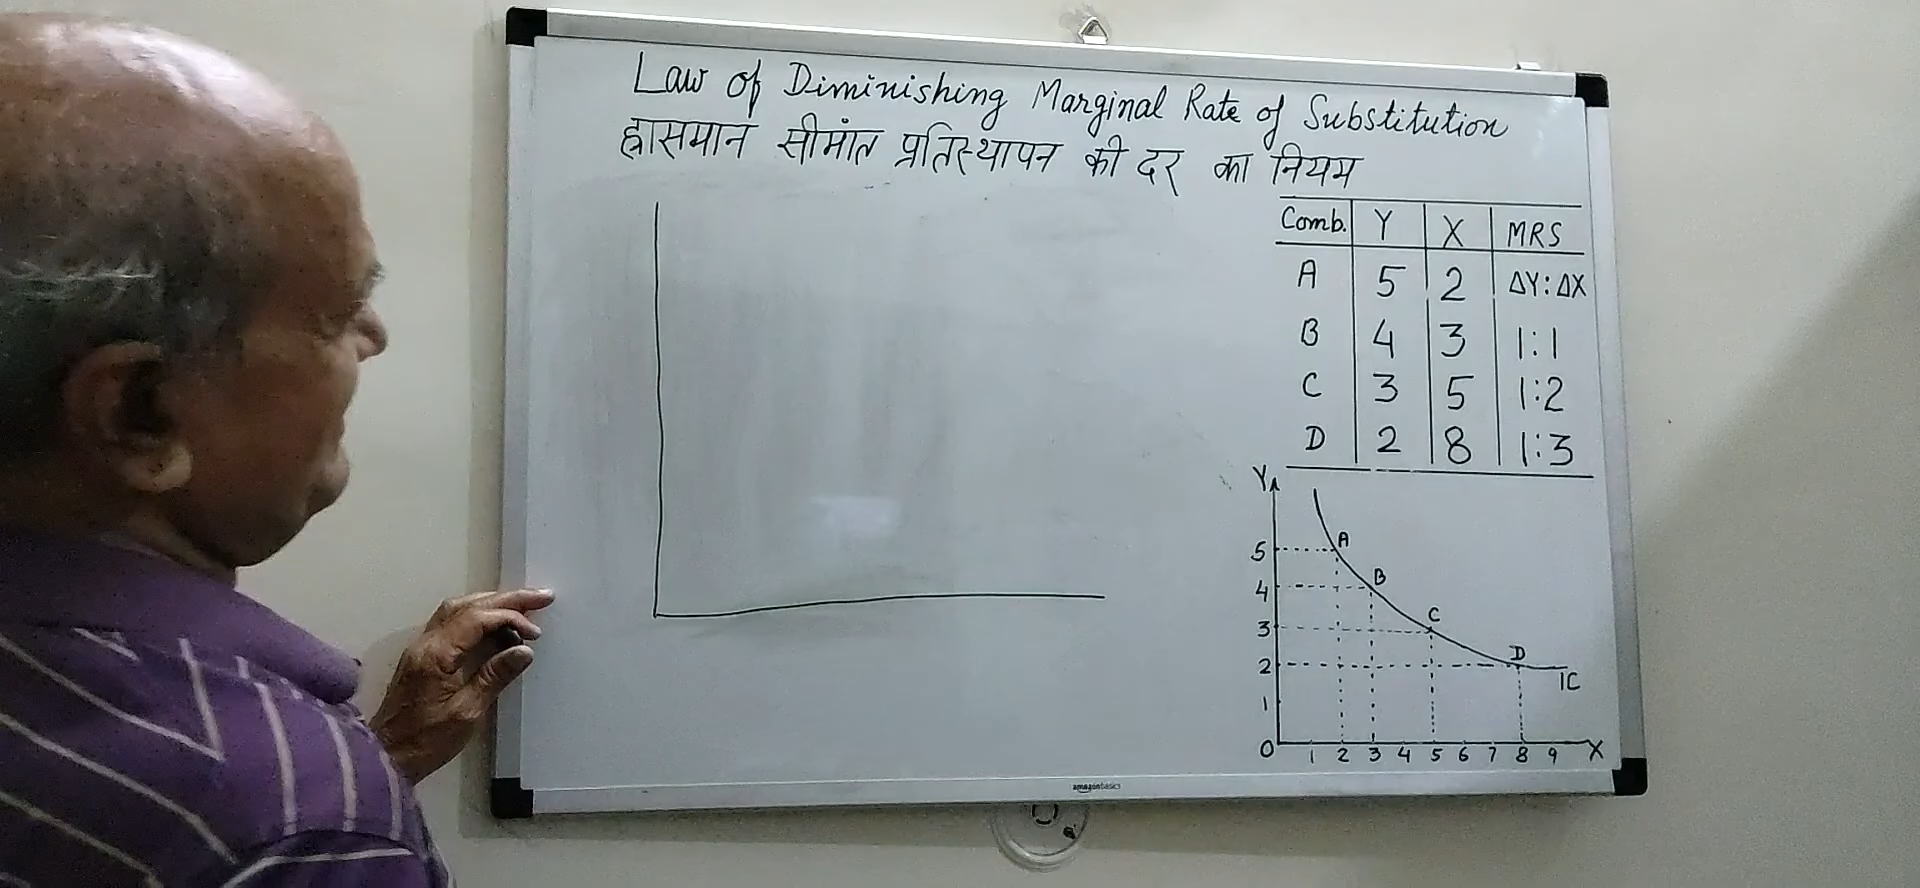 Law of Diminishing Marginal Rate of Substitution
ह्रासमान सीमांत प्रतिस्थापन की दर का नियम
Comb. Y X MRS
A 5 2 ΔY:ΔX
B 4 3 1:1
C 3 5 1:2
D 2 8 1:3
Y
5 A
4 B
3 C
2 D
IC
1
0 1 2 3 4 5 6 7 8 9 X
amazonbasics